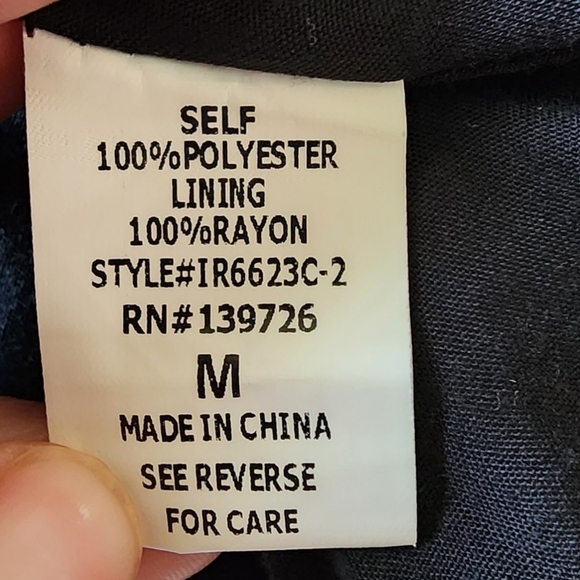 SELF
100%POLYESTER
LINING
100%RAYON
STYLE#IR6623C-2
RN#139726
M
MADE IN CHINA
SEE REVERSE
FOR CARE